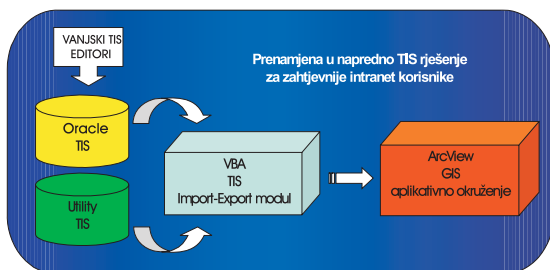 VANJSKI TIS
EDITORI
Prenamjena u napredno TIS rješenje
za zahtjevnije intranet korisnike
Oracle
TIS
VBA
TIS
Import-Export modul
ArcView
GIS
aplikativno okruženje
Utility
TIS